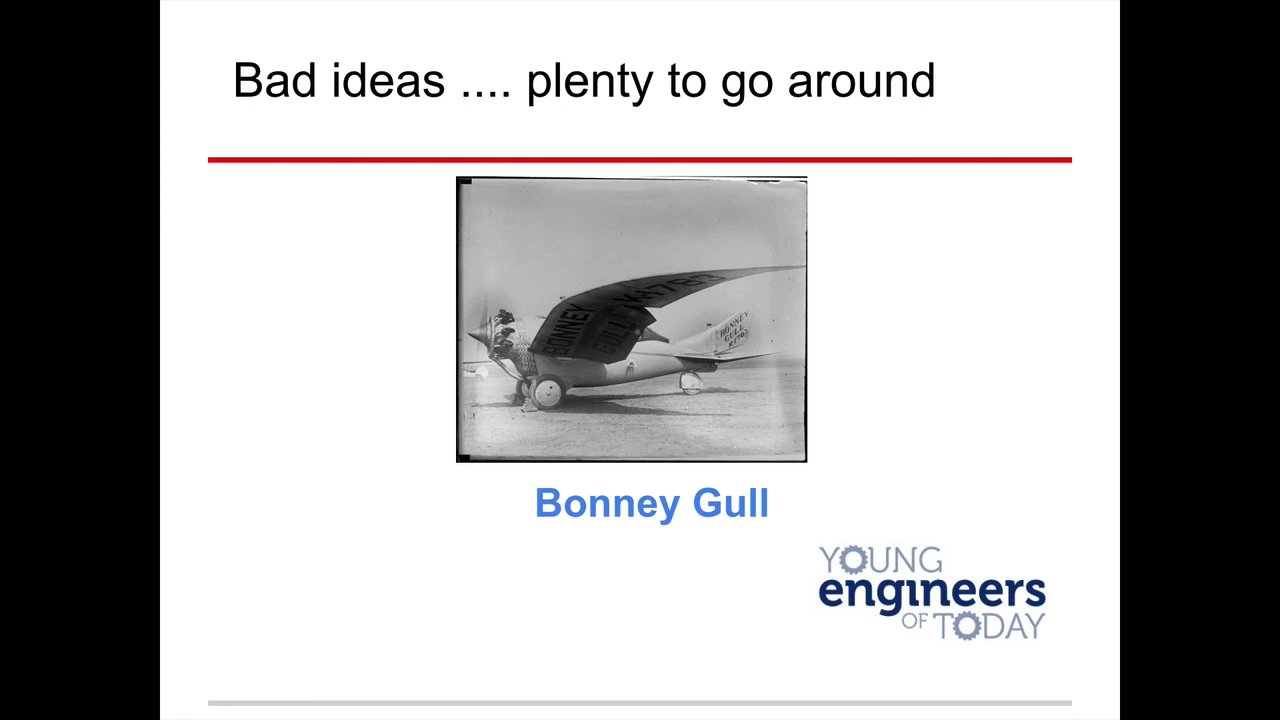 Bad ideas .... plenty to go around
BONNEY
GULL
BONNEY
GULL
Bonney Gull
YOUNG
engineers
OF TODAY